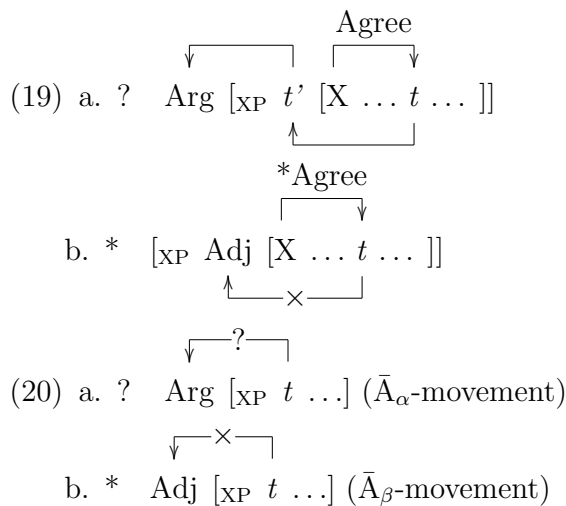 Agree
(19) a. ? Arg [XP t’ [X … t … ]]
*Agree
b. * [XP Adj [X … t … ]]
×
?
(20) a. ? Arg [XP t …] (Āα-movement)
×
b. * Adj [XP t …] (Āβ-movement)